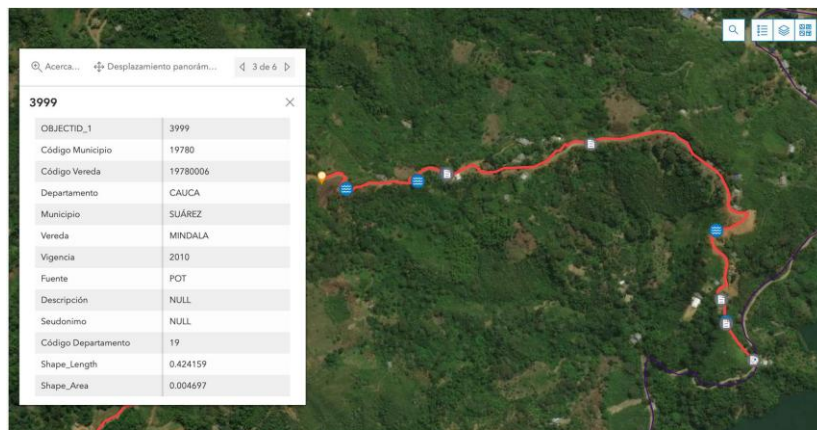 Acerca... Desplazamiento panorám... 3 de 6
3999
OBJECTID_1 3999
Código Municipio 19780
Código Vereda 19780006
Departamento CAUCA
Municipio SUÁREZ
Vereda MINDALA
Vigencia 2010
Fuente POT
Descripción NULL
Seudonimo NULL
Código Departamento 19
Shape_Length 0.424159
Shape_Area 0.004697